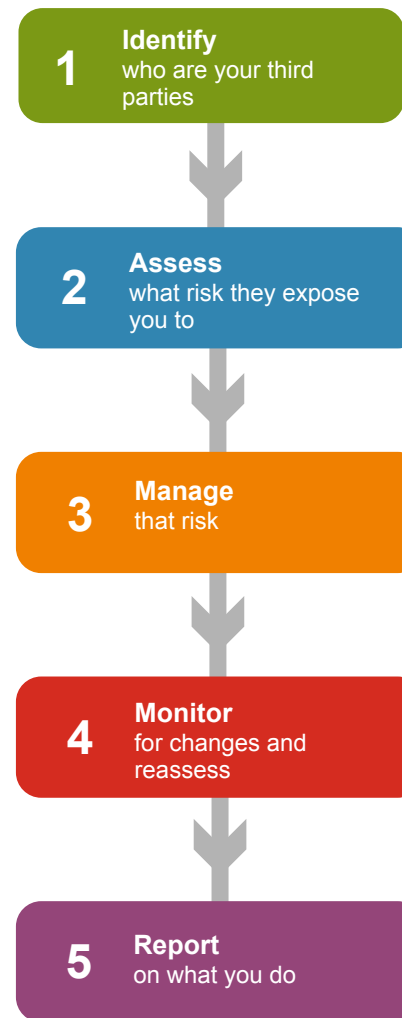 1
Identify
who are your third
parties
2
Assess
what risk they expose
you to
3
Manage
that risk
4
Monitor
for changes and
reassess
5
Report
on what you do